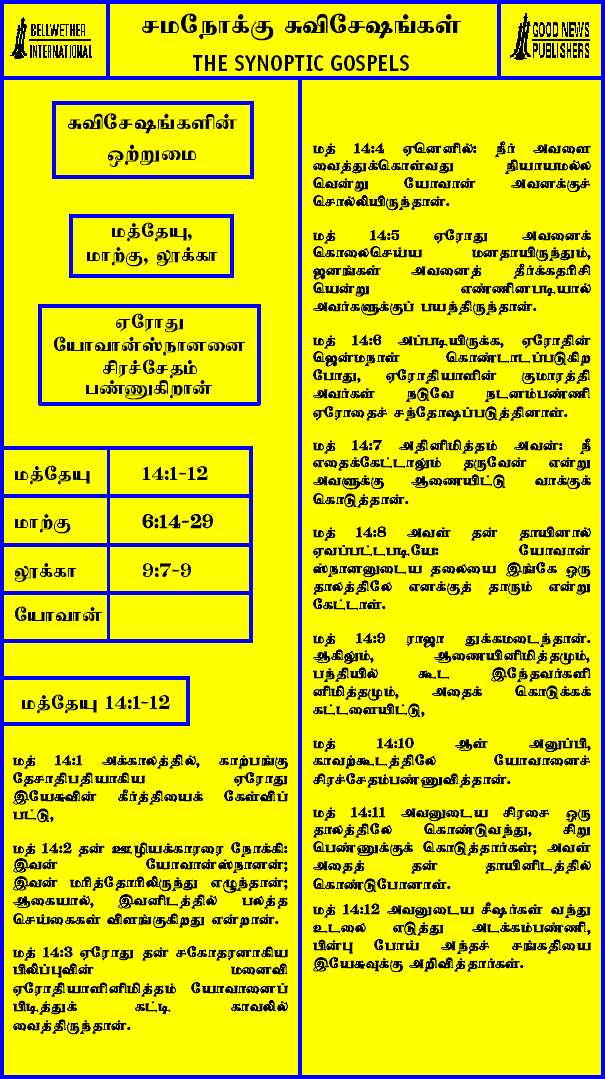 BELLWETHER
INTERNATIONAL
சமநோக்கு சுவிசேஷங்கள்
THE SYNOPTIC GOSPELS
GOOD NEWS
PUBLISHERS
சுவிசேஷங்களின்
ஒற்றுமை
மத்தேயு,
மாற்கு, லூக்கா
ஏரோது
யோவான்ஸ்நானனை
சிரச்சேதம்
பண்ணுகிறான்
மத்தேயு 14:1-12
மாற்கு 6:14-29
லூக்கா 9:7-9
யோவான்
மத்தேயு 14:1-12
மத் 14:1 அக்காலத்தில், காற்பங்கு
தேசாதிபதியாகிய ஏரோது
இயேசுவின் கீர்த்தியைக் கேள்விப்
பட்டு,
மத் 14:2 தன் ஊழியக்காரரை நோக்கி:
இவன் யோவான்ஸ்நானன்;
இவன் மரித்தோரிலிருந்து எழுந்தான்;
ஆகையால், இவனிடத்தில் பலத்த
செய்கைகள் விளங்குகிறது என்றான்.
மத் 14:3 ஏரோது தன் சகோதரனாகிய
பிலிப்புவின் மனைவி
ஏரோதியாளினிமித்தம் யோவானைப்
பிடித்துக் கட்டி காவலில்
வைத்திருந்தான்.
மத் 14:4 ஏனெனில்: நீர் அவளை
வைத்துக்கொள்வது நியாயமல்ல
வென்று யோவான் அவனக்குச்
சொல்லியிருந்தான்.
மத் 14:5 ஏரோது அவனைக்
கொலைசெய்ய மனதாயிருந்தும்,
ஜனங்கள் அவனைத் தீர்க்கதரிசி
யென்று எண்ணினபடியால்
அவர்களுக்குப் பயந்திருந்தான்.
மத் 14:6 அப்படியிருக்க, ஏரோதின்
ஜென்மநாள் கொண்டாடப்படுகிற
போது, ஏரோதியாளின் குமாரத்தி
அவர்கள் நடுவே நடனம்பண்ணி
ஏரோதைச் சந்தோஷப்படுத்தினாள்.
மத் 14:7 அதினிமித்தம் அவன்: நீ
எதைக்கேட்டாலும் தருவேன் என்று
அவளுக்கு ஆணையிட்டு வாக்குக்
கொடுத்தான்.
மத் 14:8 அவள் தன் தாயினால்
ஏவப்பட்டபடியே: யோவான்
ஸ்நானனுடைய தலையை இங்கே ஒரு
தாலத்திலே எனக்குத் தாரும் என்று
கேட்டாள்.
மத் 14:9 ராஜா துக்கமடைந்தான்.
ஆகிலும், ஆணையினிமித்தமும்,
பந்தியில் கூட இருந்தவர்களி
னிமித்தமும், அதைக் கொடுக்கக்
கட்டளையிட்டு,
மத் 14:10 ஆள் அனுப்பி,
காவற்கூடத்திலே யோவானைச்
சிரச்சேதம்பண்ணுவித்தான்.
மத் 14:11 அவனுடைய சிரசை ஒரு
தாலத்திலே கொண்டுவந்து, சிறு
பெண்ணுக்குக் கொடுத்தார்கள்; அவள்
அதைத் தன் தாயினிடத்தில்
கொண்டுபோனாள்.
மத் 14:12 அவனுடைய சீஷர்கள் வந்து
உடலை எடுத்து அடக்கம்பண்ணி,
பின்பு போய் அந்தச் சங்கதியை
இயேசுவுக்கு அறிவித்தார்கள்.